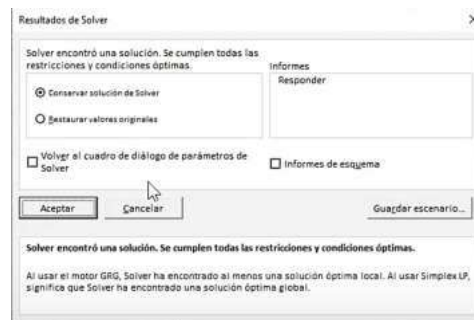 Resultados de Solver
Solver encontró una solución. Se cumplen todas las
restricciones y condiciones óptimas.
Informes
Responder
Conservar solución de Solver
Restaurar valores originales
Volver al cuadro de diálogo de parámetros de
Solver
Informes de esquema
Aceptar
Cancelar
Guardar escenario...
Solver encontró una solución. Se cumplen todas las restricciones y condiciones óptimas.
Al usar el motor GRG, Solver ha encontrado al menos una solución óptima local. Al usar Simplex LP,
significa que Solver ha encontrado una solución óptima global.